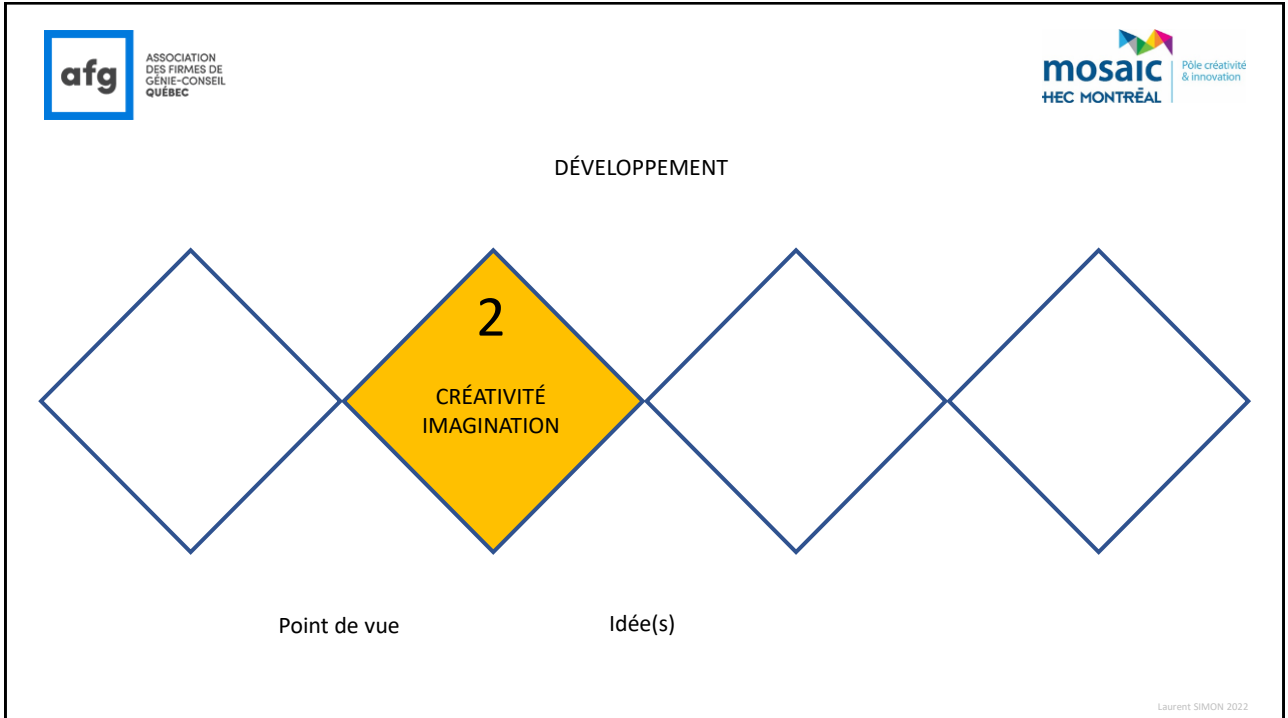 afg
ASSOCIATION
DES FIRMES DE
GÉNIE-CONSEIL
QUÉBEC
mosaic
HEC MONTRĒAL
Pôle créativité
& innovation
DÉVELOPPEMENT
2
CRÉATIVITÉ
IMAGINATION
Point de vue
Idée(s)
Laurent SIMON 2022